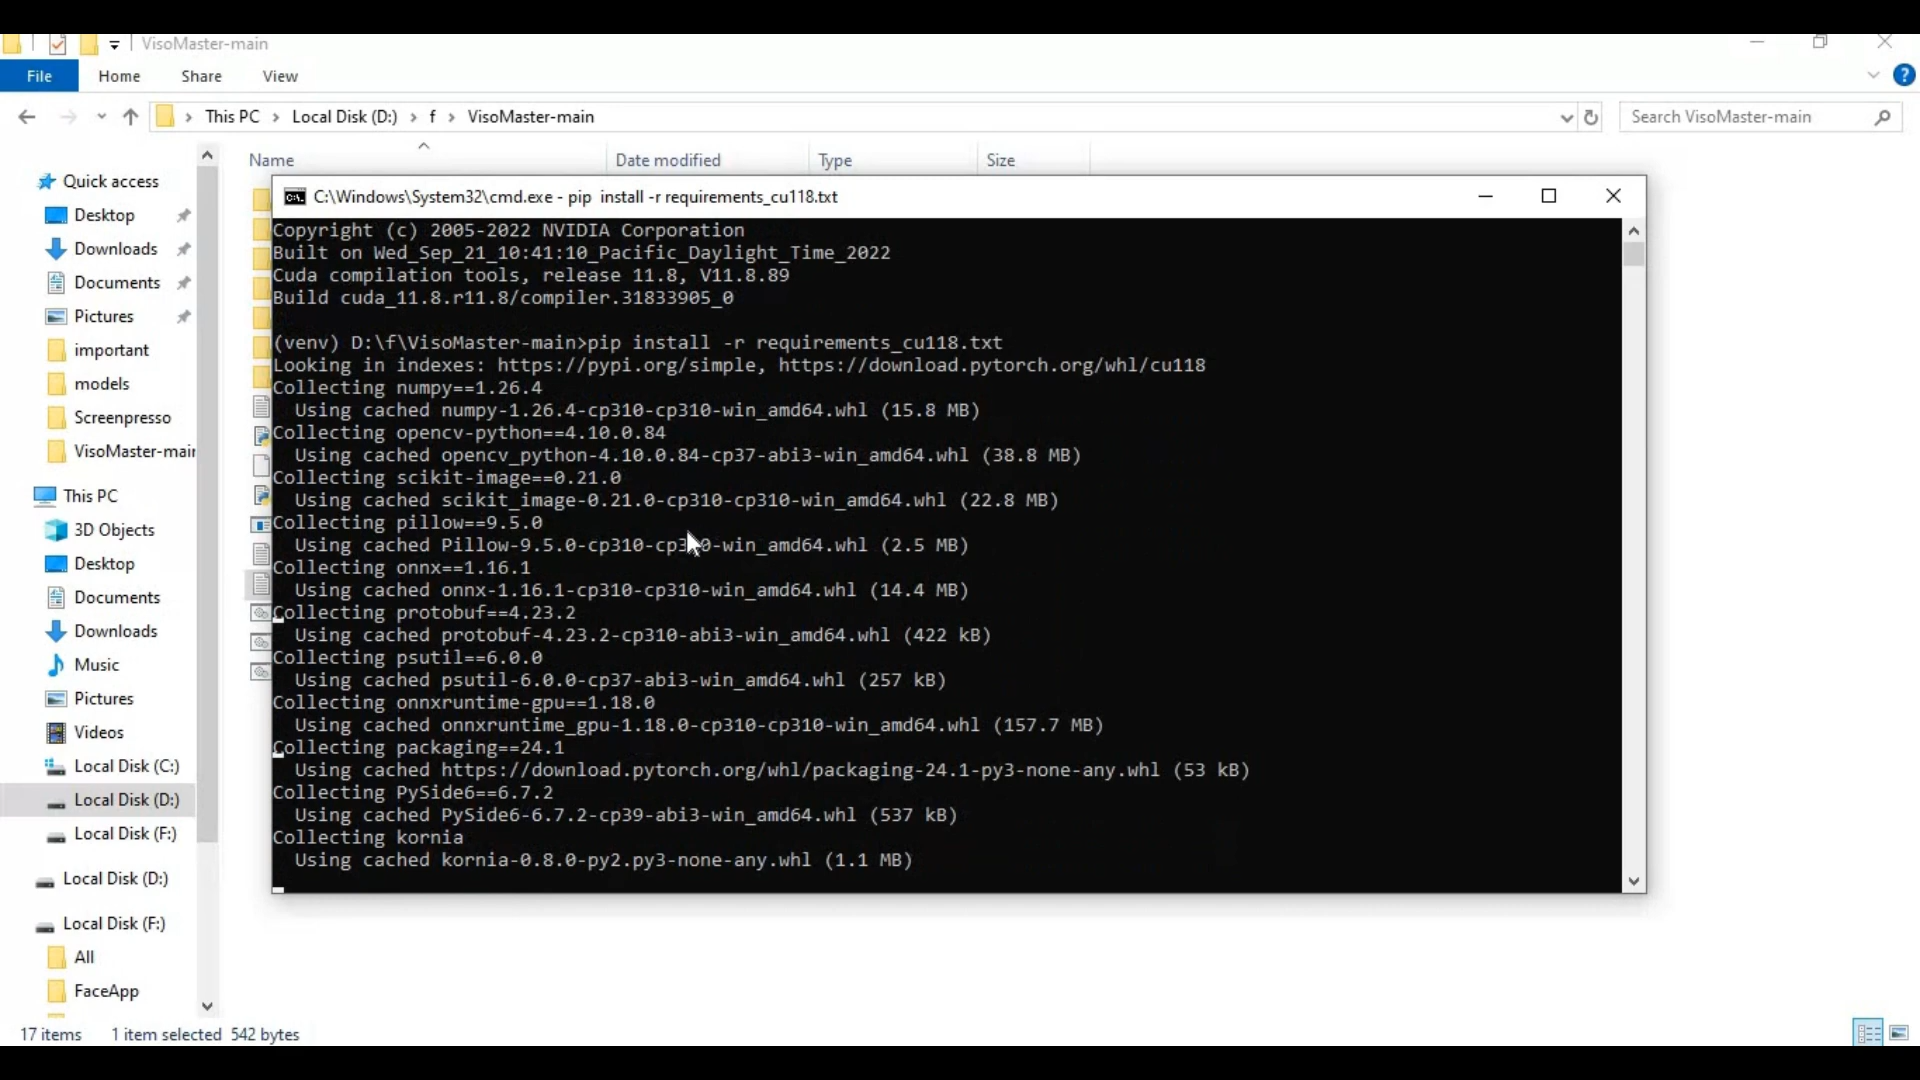 VisoMaster-main
File Home Share View
This PC Local Disk (D:) f VisoMaster-main Search VisoMaster-main
Name Date modified Type Size
Quick access
Desktop
Downloads
Documents
Pictures
important
models
Screenpresso
VisoMaster-main
This PC
3D Objects
Desktop
Documents
Downloads
Music
Pictures
Videos
Local Disk (C:)
Local Disk (D:)
Local Disk (F:)
Local Disk (D:)
Local Disk (F:)
All
FaceApp
C:\Windows\System32\cmd.exe - pip  install -r requirements_cu118.txt
Copyright (c) 2005-2022 NVIDIA Corporation
Built on Wed_Sep_21_10:41:10_Pacific_Daylight_Time_2022
Cuda compilation tools, release 11.8, V11.8.89
Build cuda_11.8.r11.8/compiler.31833905_0
(venv) D:\f\VisoMaster-main>pip install -r requirements_cu118.txt
Looking in indexes: https://pypi.org/simple, https://download.pytorch.org/whl/cu118
Collecting numpy==1.26.4
Using cached numpy-1.26.4-cp310-cp310-win_amd64.whl (15.8 MB)
Collecting opencv-python==4.10.0.84
Using cached opencv_python-4.10.0.84-cp37-abi3-win_amd64.whl (38.8 MB)
Collecting scikit-image==0.21.0
Using cached scikit_image-0.21.0-cp310-cp310-win_amd64.whl (22.8 MB)
Collecting pillow==9.5.0
Using cached Pillow-9.5.0-cp310-cp310-win_amd64.whl (2.5 MB)
Collecting onnx==1.16.1
Using cached onnx-1.16.1-cp310-cp310-win_amd64.whl (14.4 MB)
Collecting protobuf==4.23.2
Using cached protobuf-4.23.2-cp310-abi3-win_amd64.whl (422 kB)
Collecting psutil==6.0.0
Using cached psutil-6.0.0-cp37-abi3-win_amd64.whl (257 kB)
Collecting onnxruntime-gpu==1.18.0
Using cached onnxruntime_gpu-1.18.0-cp310-cp310-win_amd64.whl (157.7 MB)
Collecting packaging==24.1
Using cached https://download.pytorch.org/whl/packaging-24.1-py3-none-any.whl (53 kB)
Collecting PySide6==6.7.2
Using cached PySide6-6.7.2-cp39-abi3-win_amd64.whl (537 kB)
Collecting kornia
Using cached kornia-0.8.0-py2.py3-none-any.whl (1.1 MB)
17 items 1 item selected 542 bytes